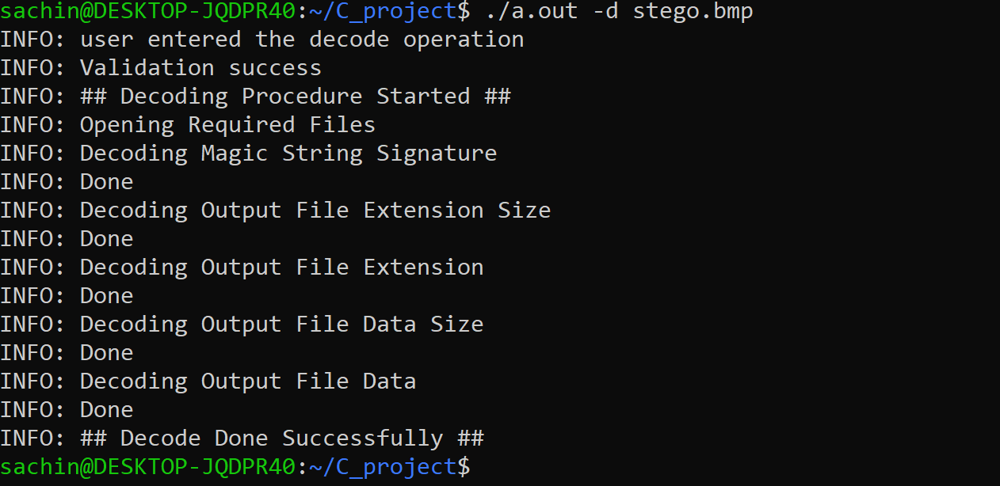 sachin@DESKTOP-JQDPR40:~/C_project$ ./a.out -d stego.bmp
INFO: user entered the decode operation
INFO: Validation success
INFO: ## Decoding Procedure Started ##
INFO: Opening Required Files
INFO: Decoding Magic String Signature
INFO: Done
INFO: Decoding Output File Extension Size
INFO: Done
INFO: Decoding Output File Extension
INFO: Done
INFO: Decoding Output File Data Size
INFO: Done
INFO: Decoding Output File Data
INFO: Done
INFO: ## Decode Done Successfully ##
sachin@DESKTOP-JQDPR40:~/C_project$